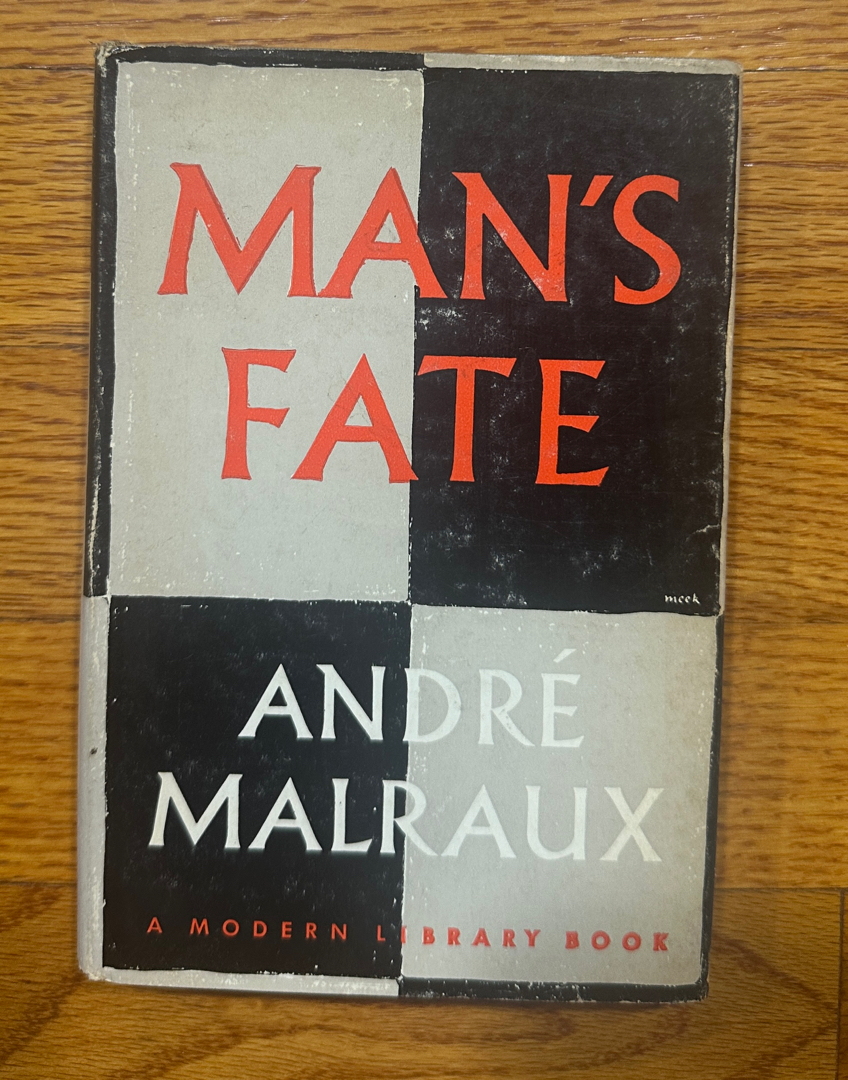 MAN'S
FATE
meek
ANDRÉ
MALRAUX
A MODERN LIBRARY BOOK